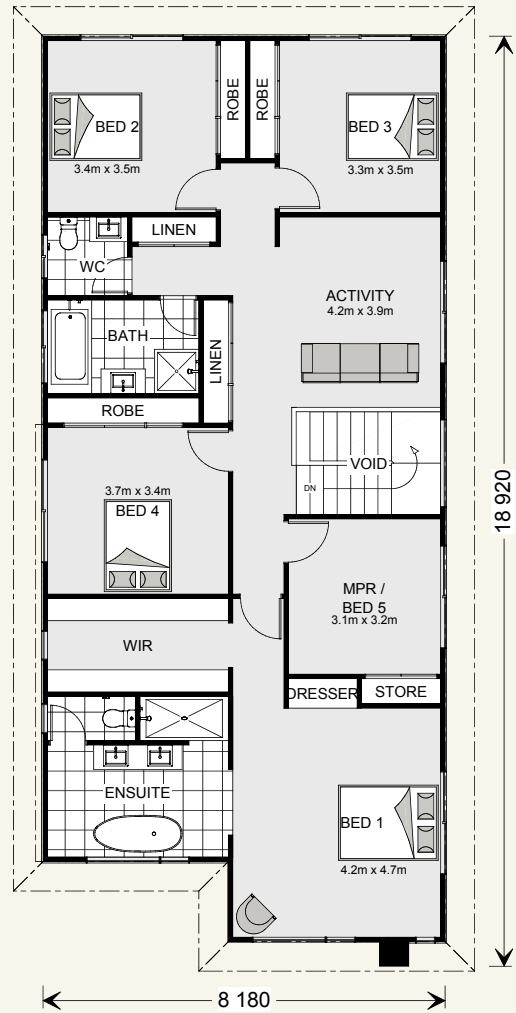 ROBE
ROBE
BED 2
3.4m x 3.5m
BED 3
3.3m x 3.5m
LINEN
WC
ACTIVITY
4.2m x 3.9m
BATH
LINEN
ROBE
VOID
DN
3.7m x 3.4m
BED 4
18 920
MPR /
BED 5
3.1m x 3.2m
WIR
DRESSER
STORE
ENSUITE
BED 1
4.2m x 4.7m
8 180